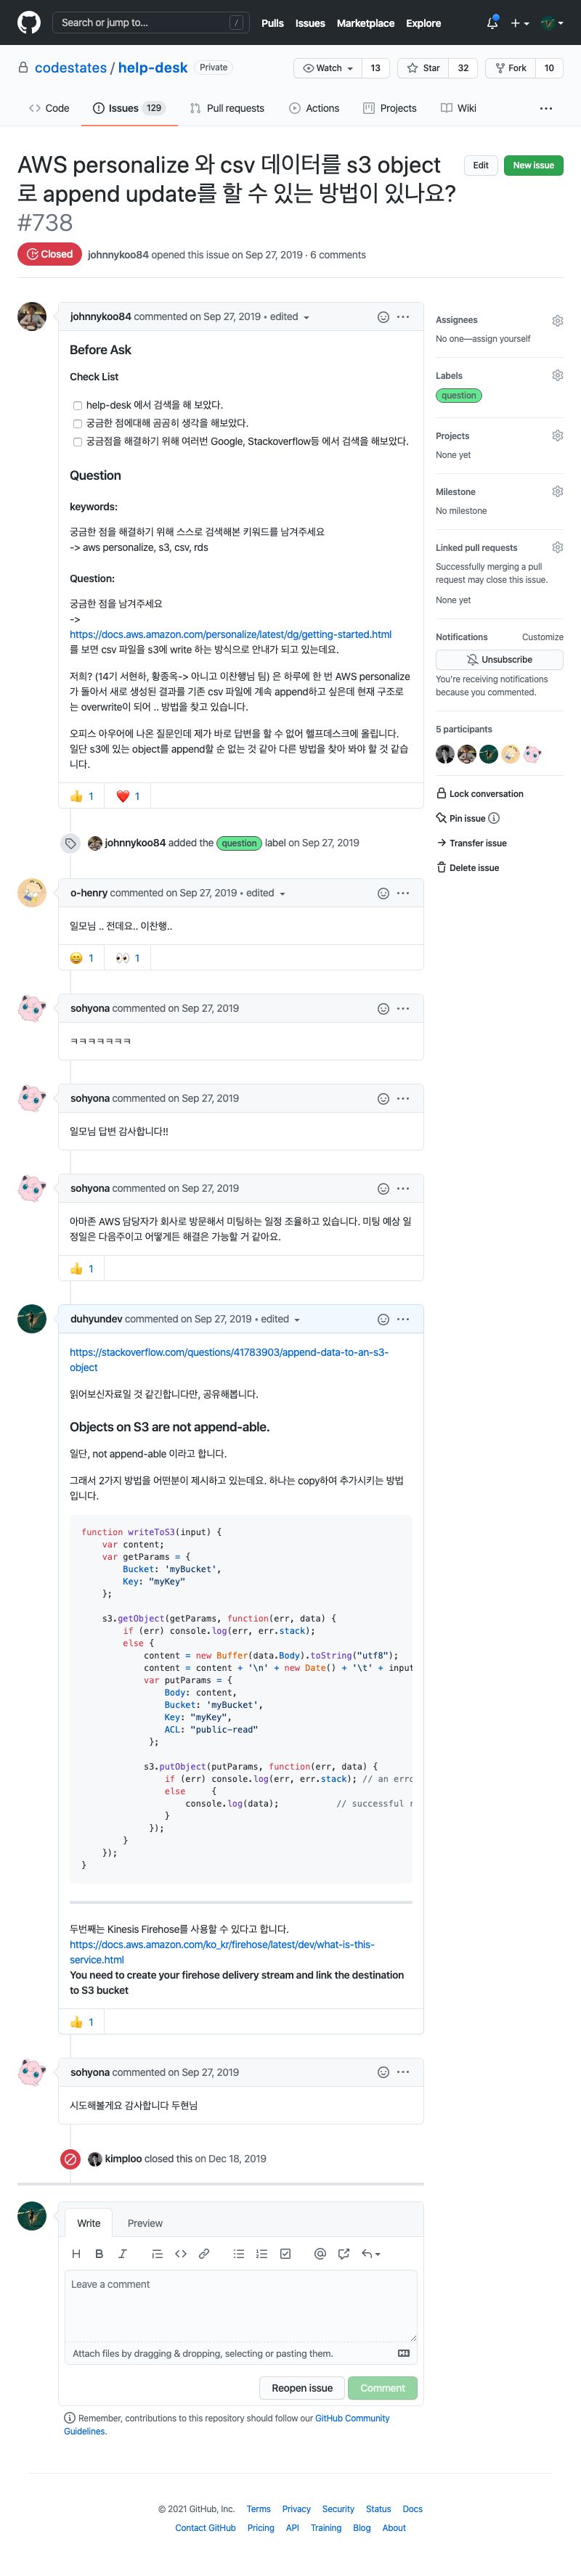 Search or jump to...
/
Pulls Issues Marketplace Explore
codestates / help-desk Private
Watch 13 Star 32 Fork 10
Code Issues 129 Pull requests Actions Projects Wiki
AWS personalize 와 csv 데이터를 s3 object
로 append update를 할 수 있는 방법이 있나요?
#738
Edit New issue
Closed johnnykoo84 opened this issue on Sep 27, 2019 · 6 comments
johnnykoo84 commented on Sep 27, 2019 • edited
Before Ask
Check List
help-desk 에서 검색을 해 보았다.
궁금한 점에대해 곰곰히 생각을 해보았다.
궁금점을 해결하기 위해 여러번 Google, Stackoverflow등 에서 검색을 해보았다.
Question
keywords:
궁금한 점을 해결하기 위해 스스로 검색해본 키워드를 남겨주세요
-> aws personalize, s3, csv, rds
Question:
궁금한 점을 남겨주세요
->
https://docs.aws.amazon.com/personalize/latest/dg/getting-started.html
를 보면 csv 파일을 s3에 write 하는 방식으로 안내가 되고 있는데요.
저희? (14기 서현하, 황종옥-> 아니고 이찬행님 팀) 은 하루에 한 번 AWS personalize
가 돌아서 새로 생성된 결과를 기존 csv 파일에 계속 append하고 싶은데 현재 구조로
는 overwrite이 되어 .. 방법을 찾고 있습니다.
오피스 아우어에 나온 질문인데 제가 바로 답변을 할 수 없어 헬프데스크에 올립니다.
일단 s3에 있는 object를 append할 순 없는 것 같아 다른 방법을 찾아 봐야 할 것 같습
니다.
1 1
johnnykoo84 added the question label on Sep 27, 2019
o-henry commented on Sep 27, 2019 • edited
일모님 .. 전데요.. 이찬행..
1 1
sohyona commented on Sep 27, 2019
ㅋㅋㅋㅋㅋㅋㅋ
sohyona commented on Sep 27, 2019
일모님 답변 감사합니다!!
sohyona commented on Sep 27, 2019
아마존 AWS 담당자가 회사로 방문해서 미팅하는 일정 조율하고 있습니다. 미팅 예상 일
정일은 다음주이고 어떻게든 해결은 가능할 거 같아요.
1
duhyundev commented on Sep 27, 2019 • edited
https://stackoverflow.com/questions/41783903/append-data-to-an-s3-
object
읽어보신자료일 것 같긴합니다만, 공유해봅니다.
Objects on S3 are not append-able.
일단, not append-able 이라고 합니다.
그래서 2가지 방법을 어떤분이 제시하고 있는데요. 하나는 copy하여 추가시키는 방법
입니다.
function writeToS3(input) {
var content;
var getParams = {
Bucket: 'myBucket',
Key: "myKey"
};
s3.getObject(getParams, function(err, data) {
if (err) console.log(err, err.stack);
else {
content = new Buffer(data.Body).toString("utf8");
content = content + '\n' + new Date() + '\t' + input
var putParams = {
Body: content,
Bucket: 'myBucket',
Key: "myKey",
ACL: "public-read"
};
s3.putObject(putParams, function(err, data) {
if (err) console.log(err, err.stack); // an erro
else {
console.log(data); // successful r
}
});
}
});
}
두번째는 Kinesis Firehose를 사용할 수 있다고 합니다.
https://docs.aws.amazon.com/ko_kr/firehose/latest/dev/what-is-this-
service.html
You need to create your firehose delivery stream and link the destination
to S3 bucket
1
sohyona commented on Sep 27, 2019
시도해볼게요 감사합니다 두현님
kimploo closed this on Dec 18, 2019
Write Preview
Leave a comment
Attach files by dragging & dropping, selecting or pasting them.
Reopen issue Comment
Remember, contributions to this repository should follow our GitHub Community
Guidelines.
Assignees
No one—assign yourself
Labels
question
Projects
None yet
Milestone
No milestone
Linked pull requests
Successfully merging a pull
request may close this issue.
None yet
Notifications Customize
Unsubscribe
You're receiving notifications
because you commented.
5 participants
Lock conversation
Pin issue
Transfer issue
Delete issue
© 2021 GitHub, Inc. Terms Privacy Security Status Docs
Contact GitHub Pricing API Training Blog About